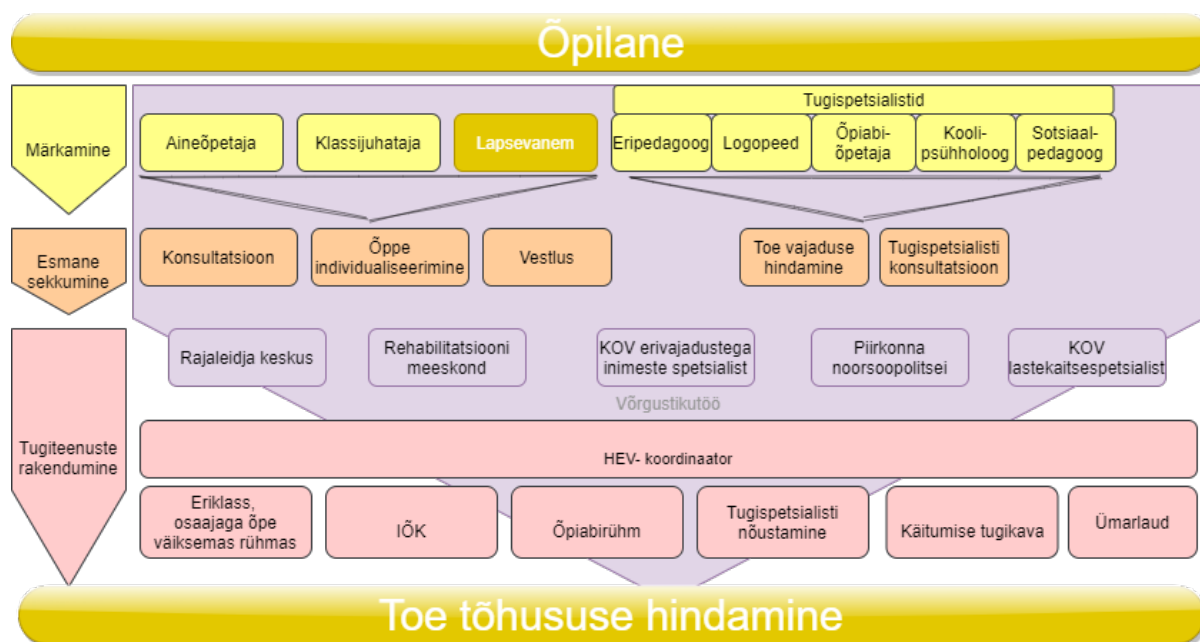 Õpilane
Märkamine
Tugispetsialistid
Aineõpetaja
Klassijuhataja
Lapsevanem
Eripedagoog
Logopeed
Õpiabi-
õpetaja
Kooli-
psühholoog
Sotsiaal-
pedagoog
Esmane
sekkumine
Konsultatsioon
Õppe
individualiseerimine
Vestlus
Toe vajaduse
hindamine
Tugispetsialisti
konsultatsioon
Tugiteenuste
rakendumine
Rajaleidja keskus
Rehabilitatsiooni
meeskond
KOV erivajadustega
inimeste spetsialist
Piirkonna
noorsoopolitsei
KOV
lastekaitsespetsialist
Võrgustikutöö
HEV- koordinaator
Eriklass,
osaajaga õpe
väiksemas rühmas
IÕK
Õpiabirühm
Tugispetsialisti
nõustamine
Käitumise tugikava
Ümarlaud
Toe tõhususe hindamine